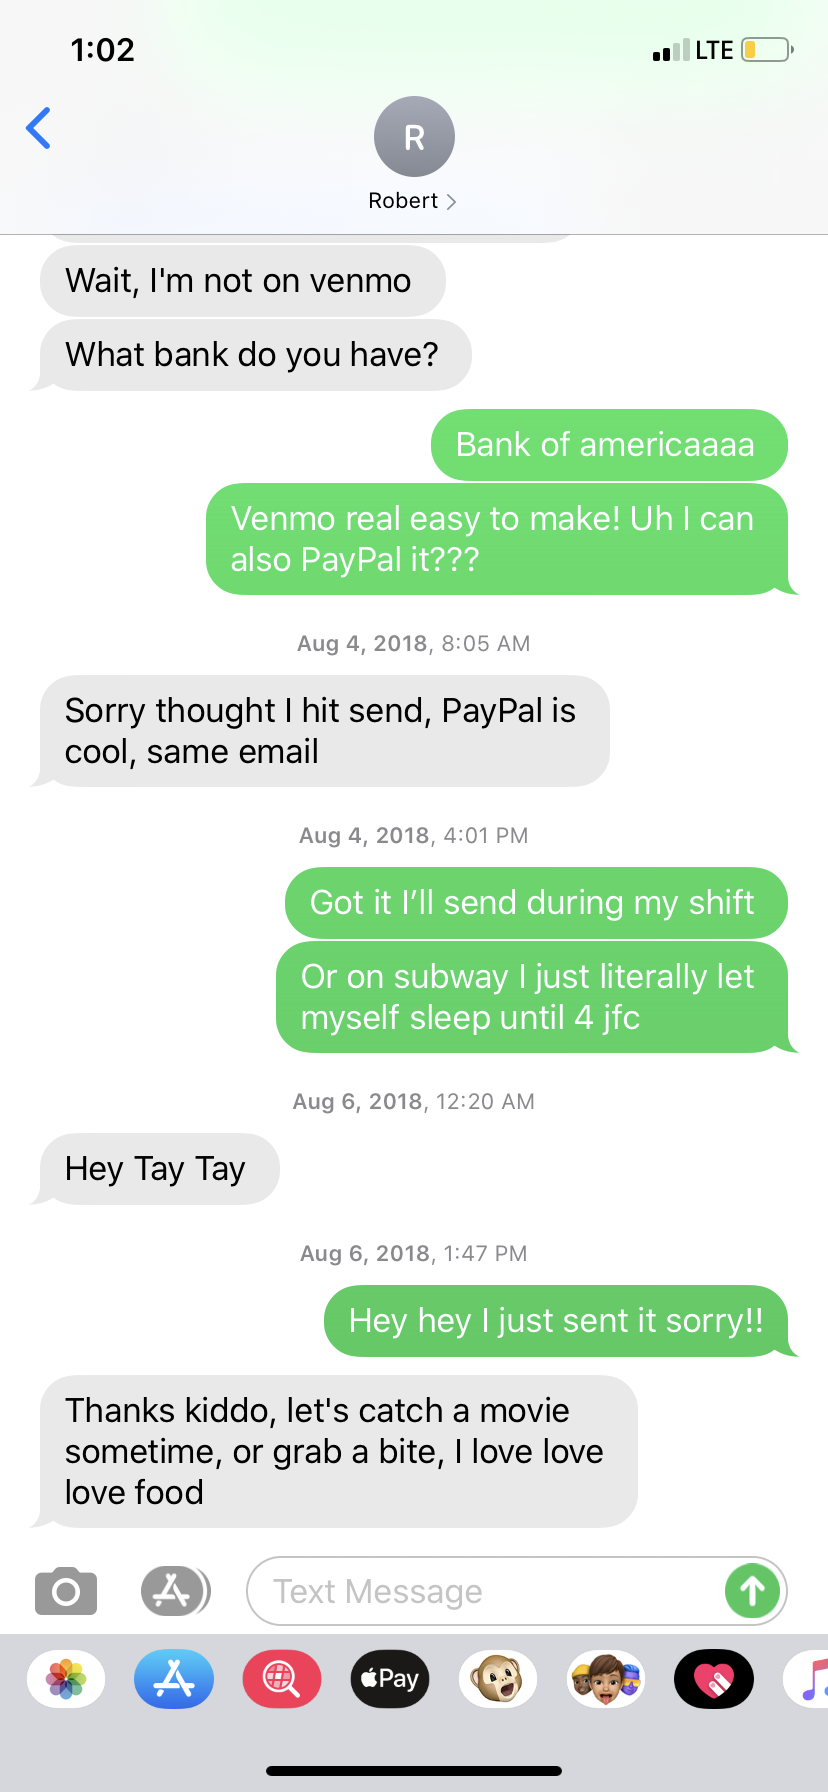 1:02
LTE
R
Robert
Wait, I'm not on venmo
What bank do you have?
Bank of americaaaa
Venmo real easy to make! Uh I can
also PayPal it???
Aug 4, 2018, 8:05 AM
Sorry thought I hit send, PayPal is
cool, same email
Aug 4, 2018, 4:01 PM
Got it I’ll send during my shift
Or on subway I just literally let
myself sleep until 4 jfc
Aug 6, 2018, 12:20 AM
Hey Tay Tay
Aug 6, 2018, 1:47 PM
Hey hey I just sent it sorry!!
Thanks kiddo, let's catch a movie
sometime, or grab a bite, I love love
love food
Text Message
Pay